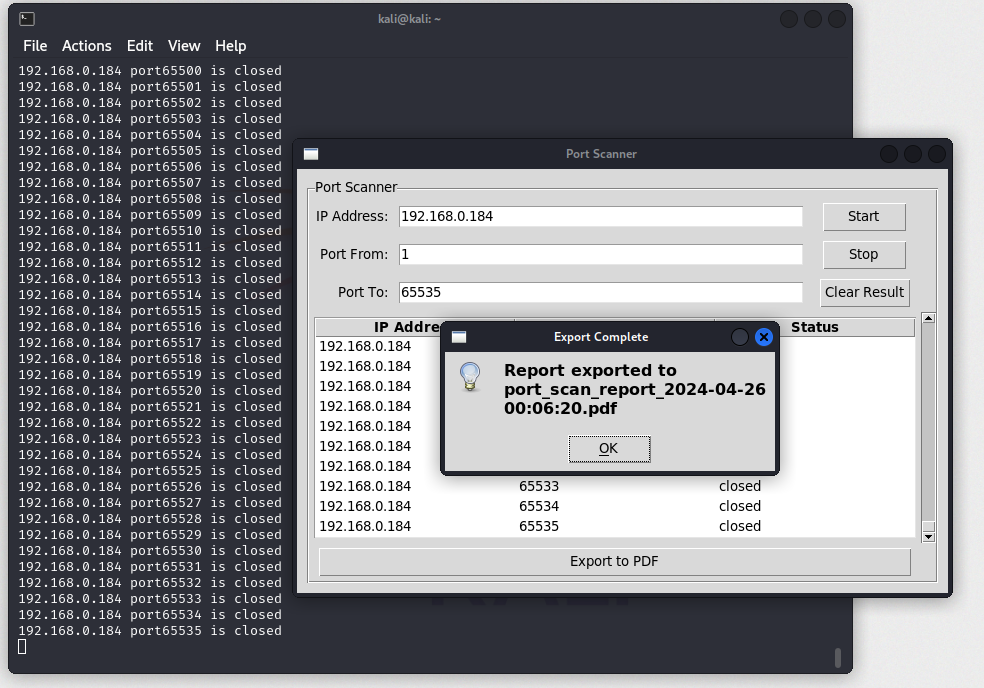 kali@kali: ~
File Actions Edit View Help
192.168.0.184 port65500 is closed
192.168.0.184 port65501 is closed
192.168.0.184 port65502 is closed
192.168.0.184 port65503 is closed
192.168.0.184 port65504 is closed
192.168.0.184 port65505 is closed
192.168.0.184 port65506 is closed
192.168.0.184 port65507 is closed
192.168.0.184 port65508 is closed
192.168.0.184 port65509 is closed
192.168.0.184 port65510 is closed
192.168.0.184 port65511 is closed
192.168.0.184 port65512 is closed
192.168.0.184 port65513 is closed
192.168.0.184 port65514 is closed
192.168.0.184 port65515 is closed
192.168.0.184 port65516 is closed
192.168.0.184 port65517 is closed
192.168.0.184 port65518 is closed
192.168.0.184 port65519 is closed
192.168.0.184 port65520 is closed
192.168.0.184 port65521 is closed
192.168.0.184 port65522 is closed
192.168.0.184 port65523 is closed
192.168.0.184 port65524 is closed
192.168.0.184 port65525 is closed
192.168.0.184 port65526 is closed
192.168.0.184 port65527 is closed
192.168.0.184 port65528 is closed
192.168.0.184 port65529 is closed
192.168.0.184 port65530 is closed
192.168.0.184 port65531 is closed
192.168.0.184 port65532 is closed
192.168.0.184 port65533 is closed
192.168.0.184 port65534 is closed
192.168.0.184 port65535 is closed
Port Scanner
Port Scanner
IP Address: 192.168.0.184 Start
Port From: 1 Stop
Port To: 65535 Clear Result
IP Addre Status
192.168.0.184
192.168.0.184
192.168.0.184
192.168.0.184
192.168.0.184
192.168.0.184
192.168.0.184
192.168.0.184 65533 closed
192.168.0.184 65534 closed
192.168.0.184 65535 closed
Export to PDF
Export Complete
Report exported to
port_scan_report_2024-04-26
00:06:20.pdf
OK